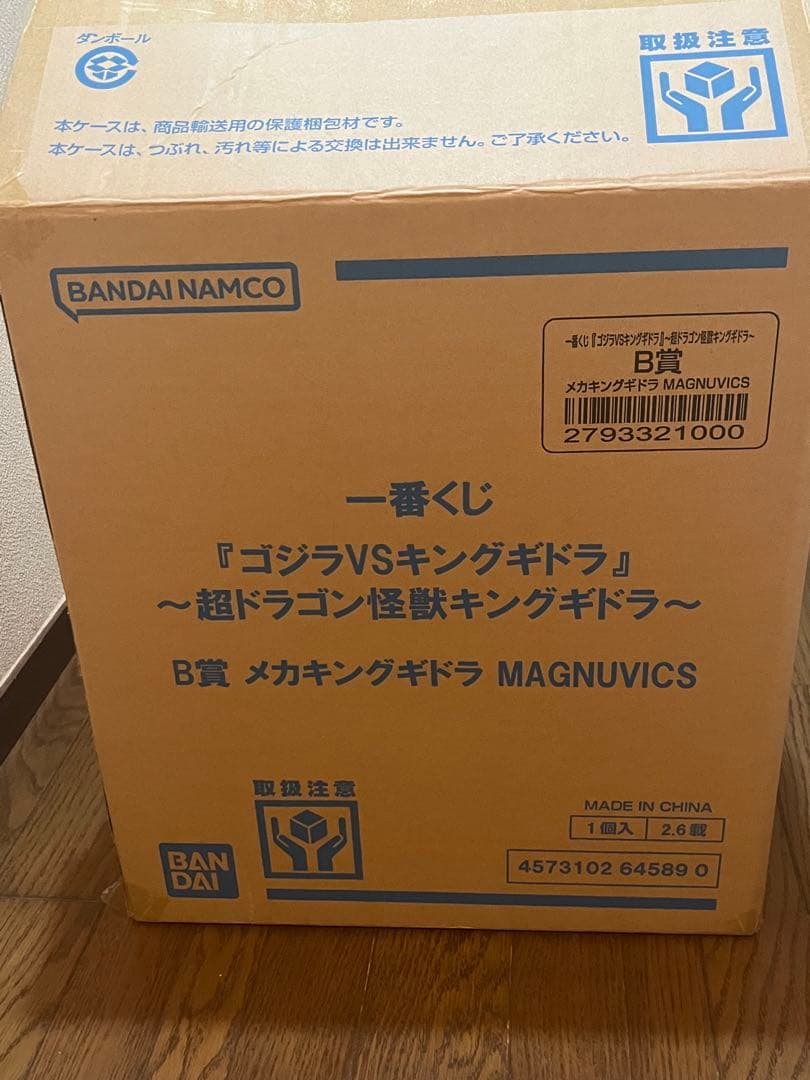 ダンボール
取扱注意
本ケースは、商品輸送用の保護梱包材です。
本ケースは、つぶれ、汚れ等による交換は出来ません。ご了承ください。
BANDAI NAMCO
一番くじ『ゴジラVSキングギドラ』~超ドラゴン怪獣キングギドラ~
B賞
メカキングギドラ MAGNUVICS
2793321000
一番くじ
『ゴジラVSキングギドラ』
~超ドラゴン怪獣キングギドラ~
B賞 メカキングギドラ MAGNUVICS
取扱注意
MADE IN CHINA
1個入 2.6載
BAN
DAI
4573102 64589 0